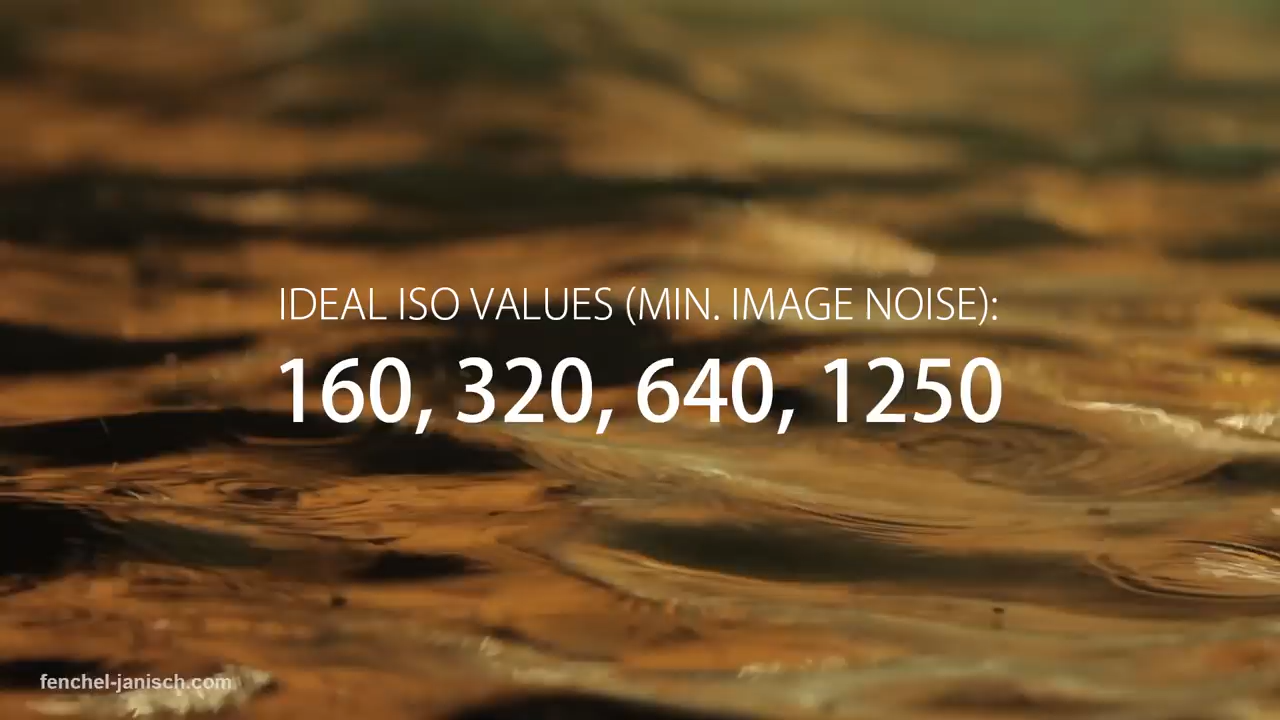 IDEAL ISO VALUES (MIN. IMAGE NOISE):
160, 320, 640, 1250
fenchel-janisch.com